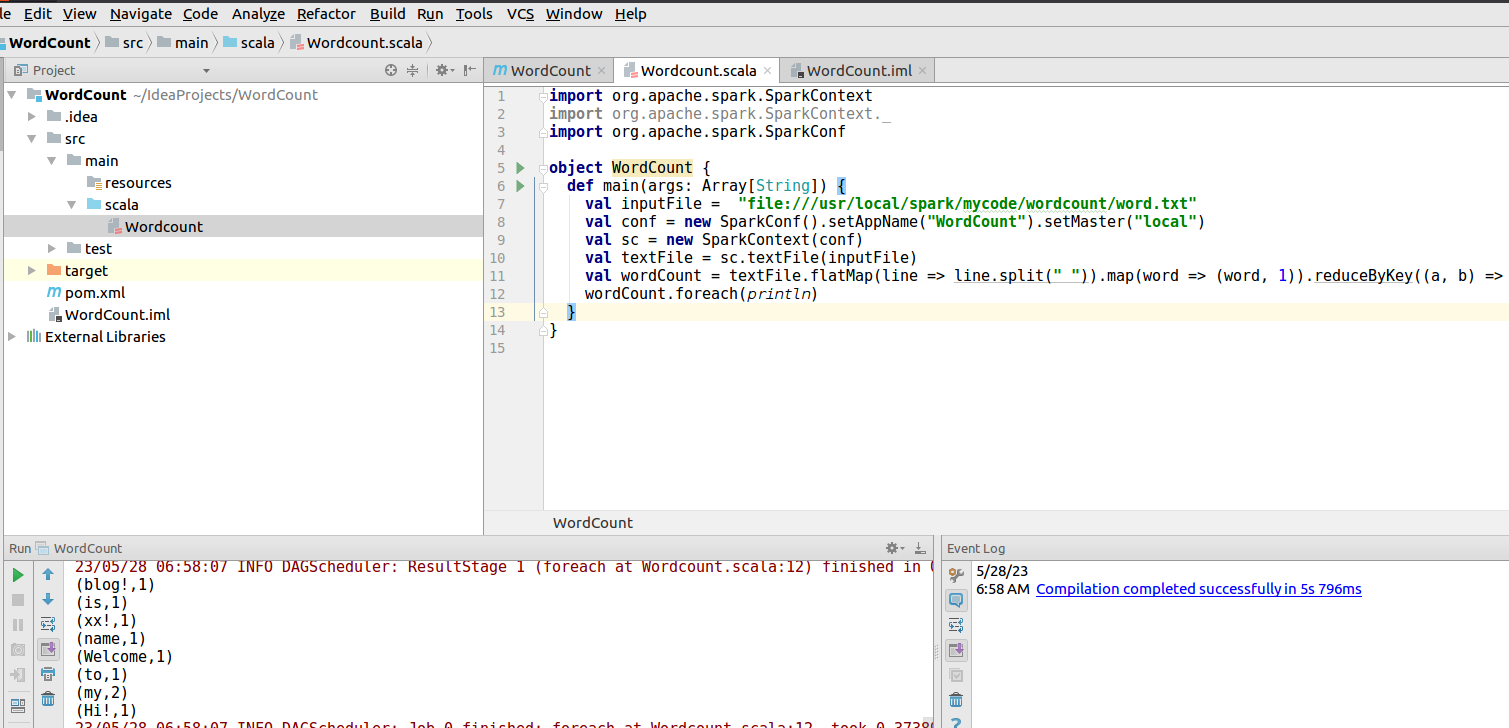 le Edit View Navigate Code Analyze Refactor Build Run Tools VCS Window Help
WordCount src main scala Wordcount.scala
Project
WordCount ~/IdeaProjects/WordCount
.idea
src
main
resources
scala
Wordcount
test
target
pom.xml
WordCount.iml
External Libraries
WordCount Wordcount.scala WordCount.iml
1 import org.apache.spark.SparkContext
2 import org.apache.spark.SparkContext._
3 import org.apache.spark.SparkConf
4
5 object WordCount {
6 def main(args: Array[String]) {
7 val inputFile =  "file:///usr/local/spark/mycode/wordcount/word.txt"
8 val conf = new SparkConf().setAppName("WordCount").setMaster("local")
9 val sc = new SparkContext(conf)
10 val textFile = sc.textFile(inputFile)
11 val wordCount = textFile.flatMap(line => line.split(" ")).map(word => (word, 1)).reduceByKey((a, b) =>
12 wordCount.foreach(println)
13 }
14 }
15
WordCount
Run WordCount
23/05/28 06:58:07 INFO DAGScheduler: ResultStage 1 (foreach at Wordcount.scala:12) finished in
(blog!,1)
(is,1)
(xx!,1)
(name,1)
(Welcome,1)
(to,1)
(my,2)
(Hi!,1)
23/05/28 06:58:07 INFO DAGScheduler: Job 0 finished: foreach at Wordcount.scala:12, took
Event Log
5/28/23
6:58 AM Compilation completed successfully in 5s 796ms